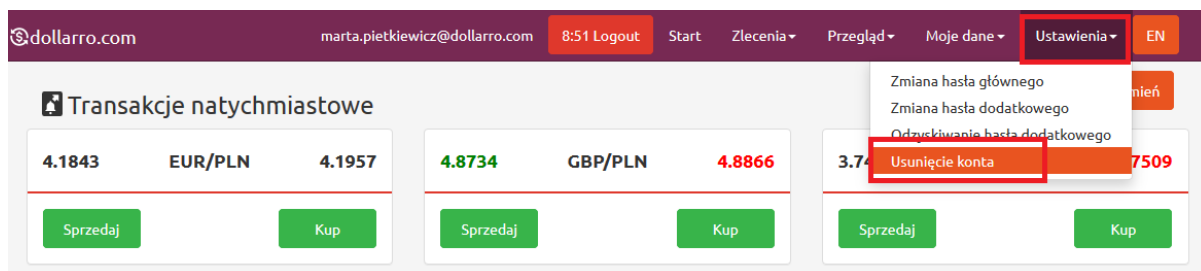 dollarro.com marta.pietkiewicz@dollarro.com 8:51 Logout Start Zlecenia Przegląd Moje dane Ustawienia EN
Zmiana hasła głównego
Transakcje natychmiastowe
Zmiana hasła dodatkowego
Odzyskiwanie hasła dodatkowego
Usunięcie konta
4.1843 EUR/PLN 4.1957
4.8734 GBP/PLN 4.8866
Sprzedaj Kup
Sprzedaj Kup
Sprzedaj Kup